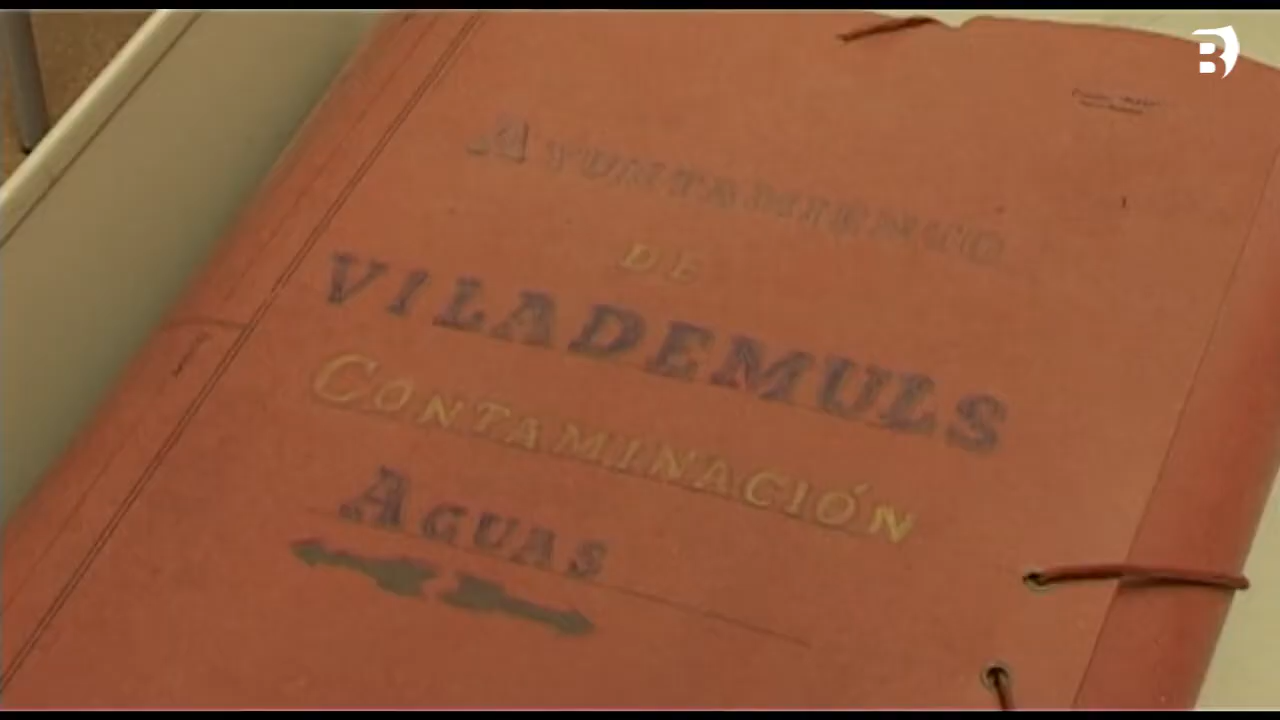 B
AYUNTAMIENTO
DE
VILADEMULS
CONTAMINACIÓN
AGUAS